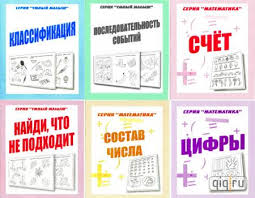 СЕРИЯ "УМНЫЙ МАЛЫШ"
КЛАССИФИКАЦИЯ
СЕРИЯ "УМНЫЙ МАЛЫШ"
ПОСЛЕДОВАТЕЛЬНОСТЬ
СОБЫТИЙ
СЕРИЯ "МАТЕМАТИКА"
СЧЁТ
СЕРИЯ "УМНЫЙ МАЛЫШ"
НАЙДИ, ЧТО
НЕ ПОДХОДИТ
СЕРИЯ "МАТЕМАТИКА"
СОСТАВ
ЧИСЛА
СЕРИЯ "МАТЕМАТИКА"
ЦИФРЫ
qiq.ru